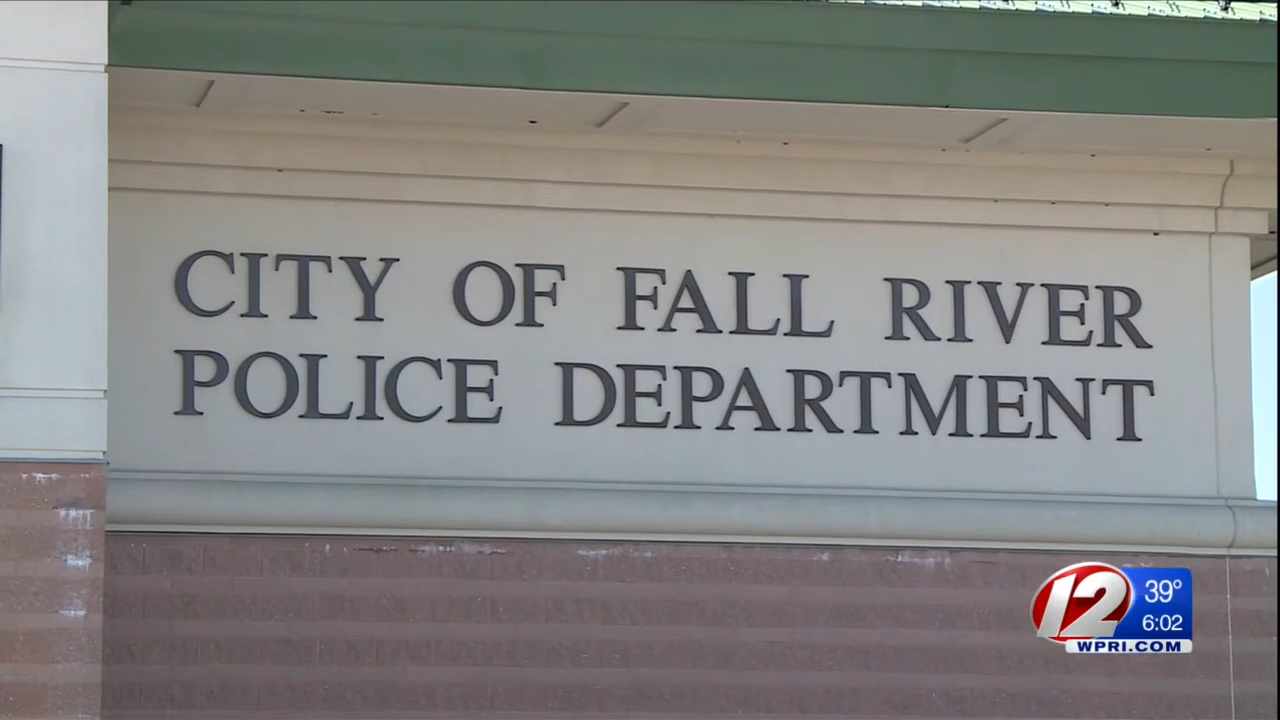 CITY OF FALL RIVER
POLICE DEPARTMENT
12
39°
6:02
WPRI.COM